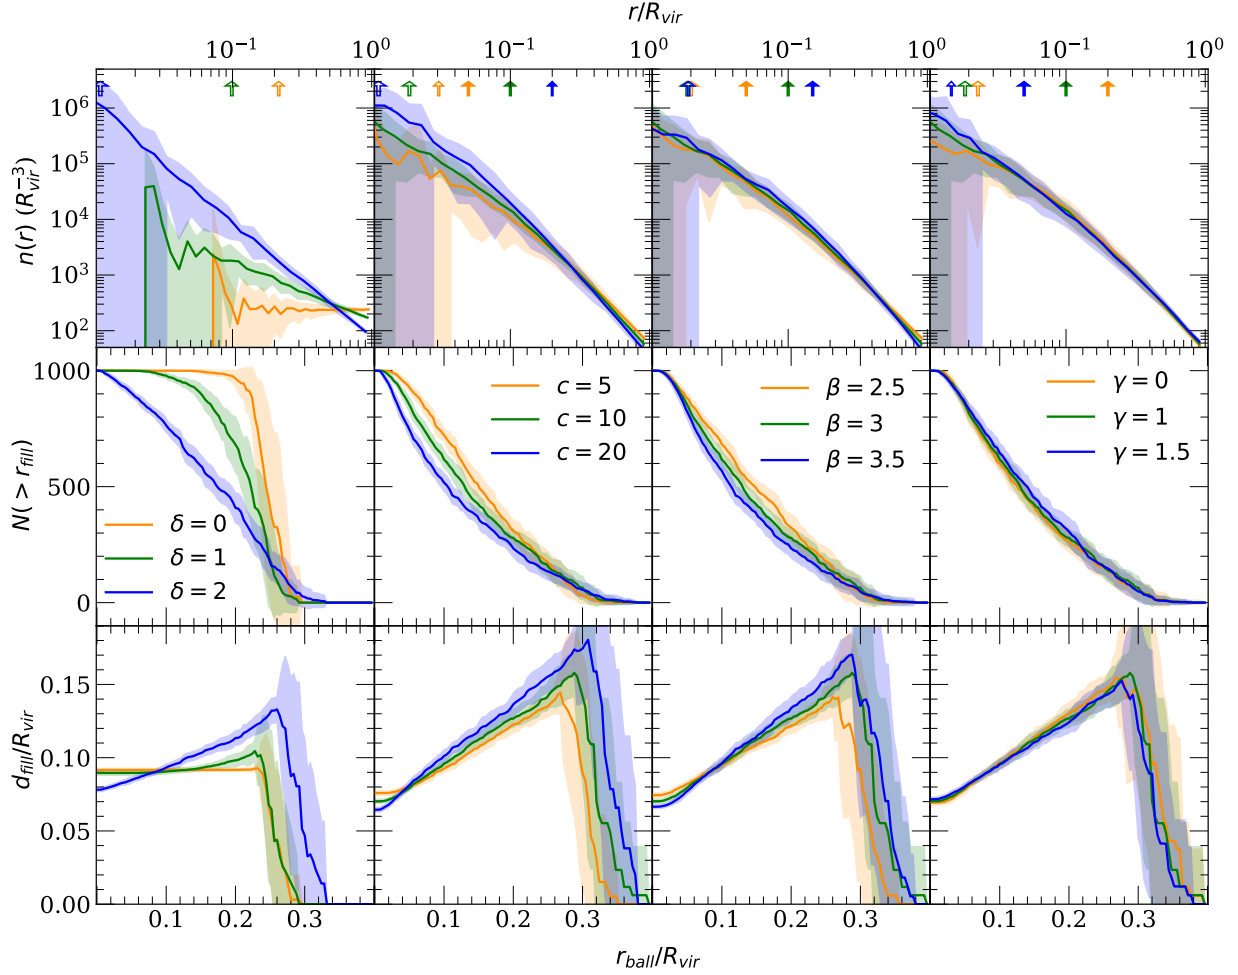 r/R_vir
10^-1 10^0 10^-1 10^0 10^-1 10^0 10^-1 10^0
n(r) (R_vir^-3)
10^6
10^5
10^4
10^3
10^2
N(> r_fill)
1000
500
0
δ = 0
δ = 1
δ = 2
c = 5
c = 10
c = 20
β = 2.5
β = 3
β = 3.5
γ = 0
γ = 1
γ = 1.5
d_fill/R_vir
0.15
0.10
0.05
0.00
0.1 0.2 0.3 0.1 0.2 0.3 0.1 0.2 0.3 0.1 0.2 0.3
r_ball/R_vir